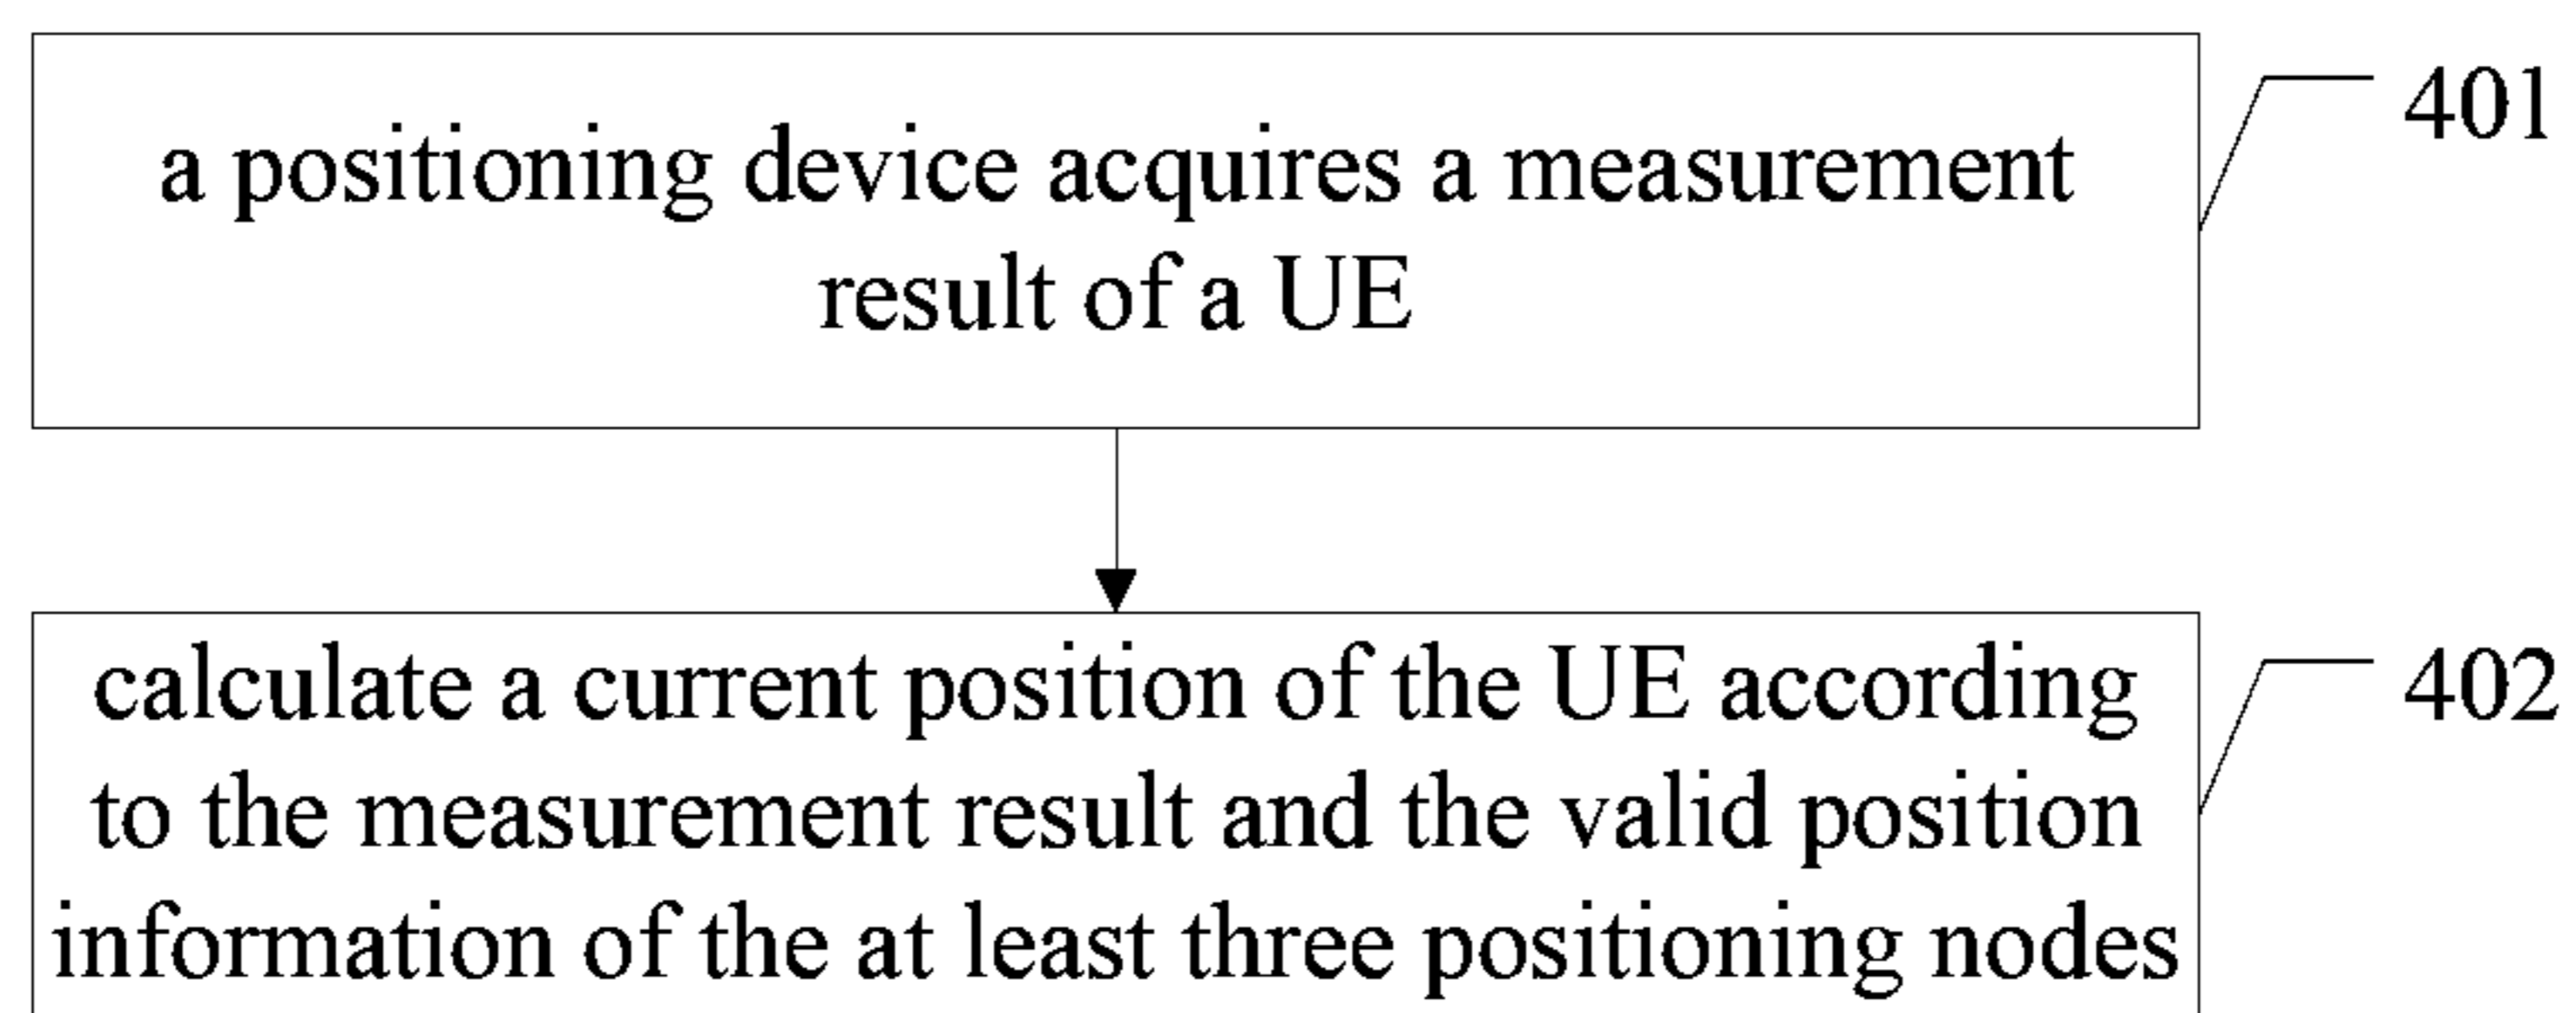 a positioning device acquires a measurement
result of a UE
401
calculate a current position of the UE according
to the measurement result and the valid position
information of the at least three positioning nodes
402